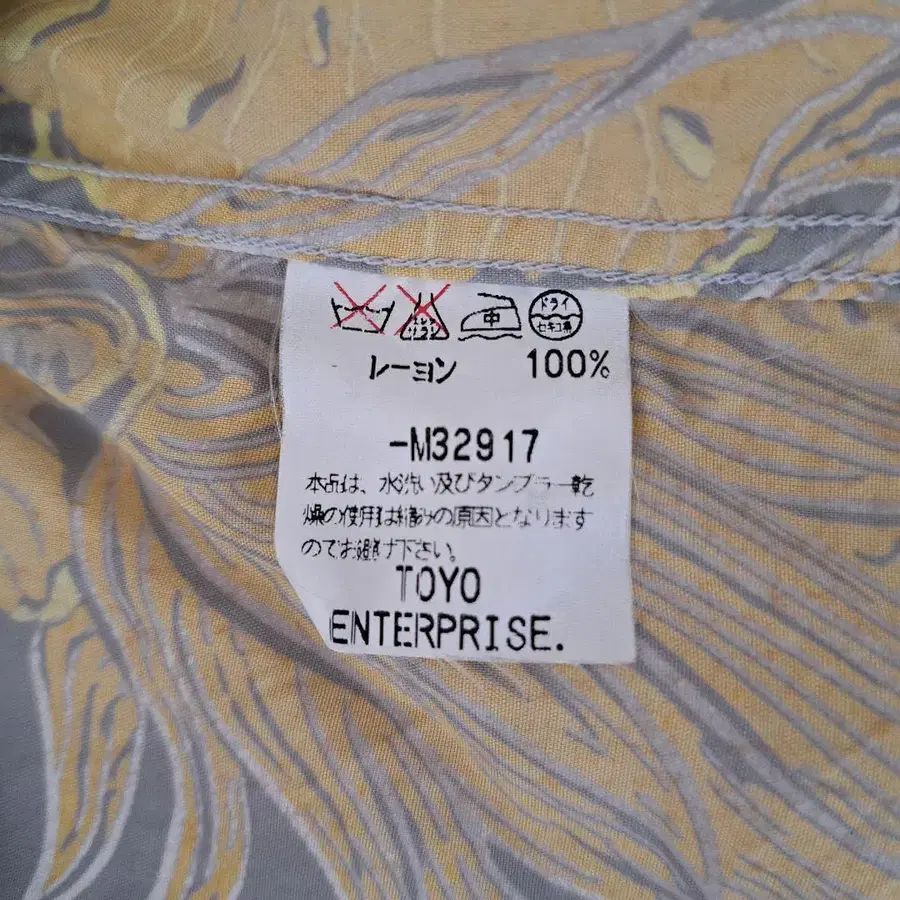 中 ドライ セキユ系
レーヨン 100%
-M32917
本品は、水洗い及びタンブラー乾
燥の使用は縮みの原因となります
のでお避け下さい。
TOYO
ENTERPRISE.